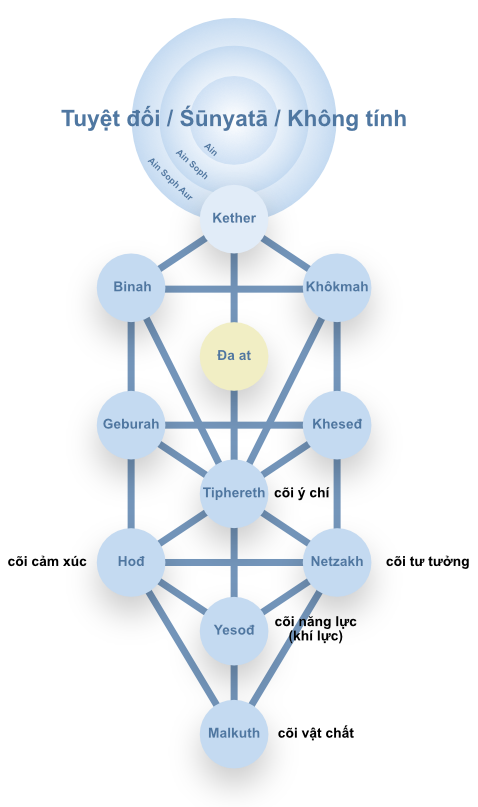 Tuyệt đối / Śūnyatā / Không tính
Ain
Ain Soph
Ain Soph Aur
Kether
Binah
Khôkmah
Đa at
Geburah
Kheseđ
Tiphereth
cõi ý chí
cõi cảm xúc
Hođ
Netzakh
cõi tư tưởng
Yesođ
cõi năng lực
(khí lực)
Malkuth
cõi vật chất